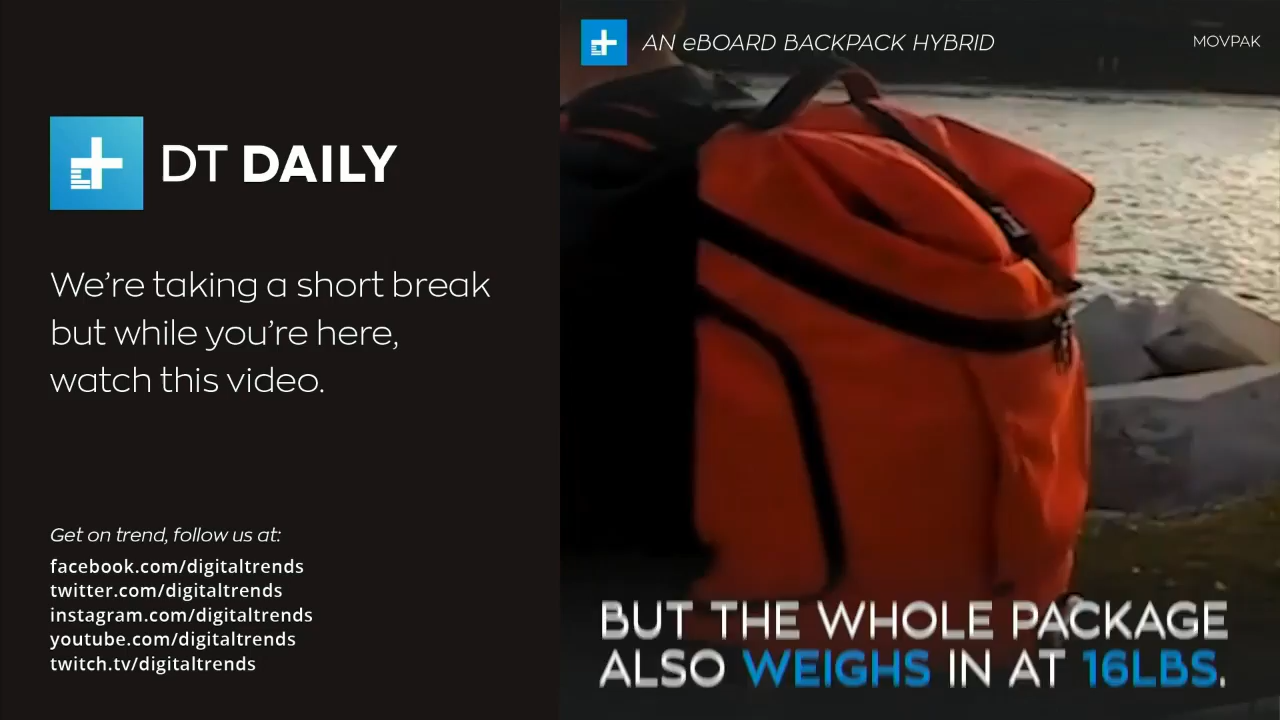 DT DAILY
We're taking a short break
but while you're here,
watch this video.
Get on trend, follow us at:
facebook.com/digitaltrends
twitter.com/digitaltrends
instagram.com/digitaltrends
youtube.com/digitaltrends
twitch.tv/digitaltrends
AN eBOARD BACKPACK HYBRID
MOVPAK
BUT THE WHOLE PACKAGE
ALSO WEIGHS IN AT 16LBS.